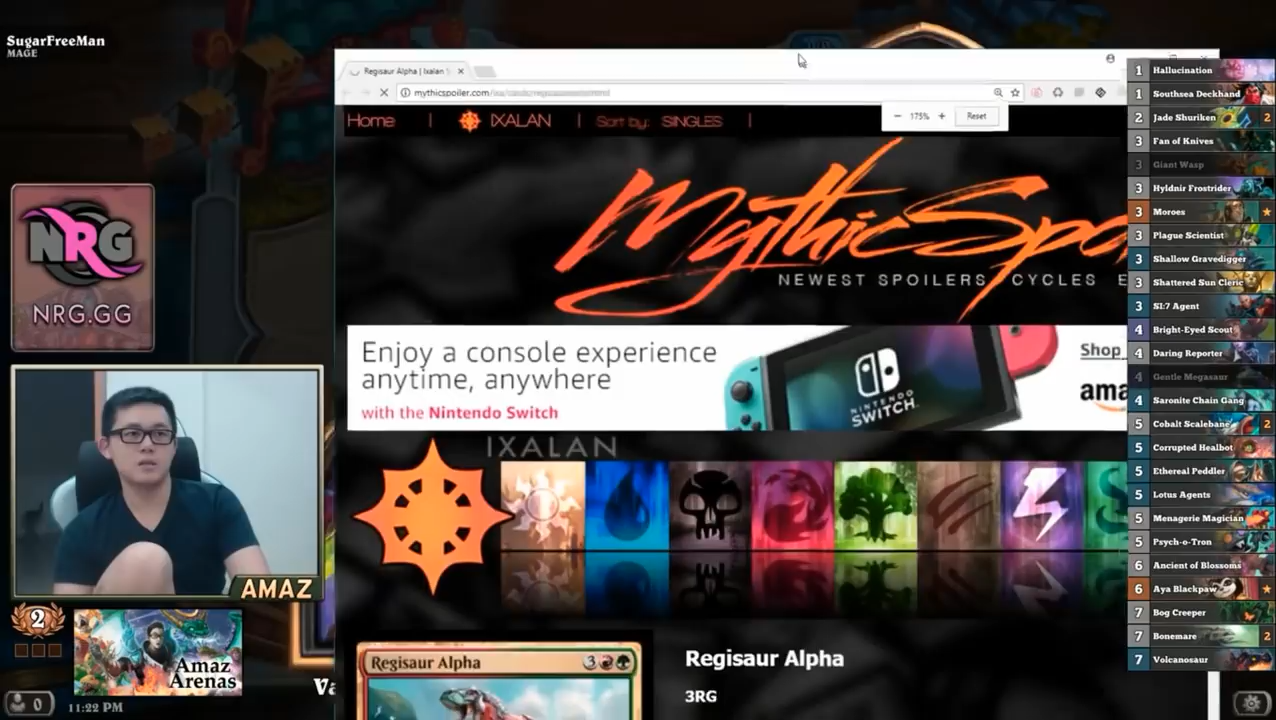 SugarFreeMan
MAGE
Regisaur Alpha | Ixalan
mythicspoiler.com
175%
Reset
Home | IXALAN | Sort by: SINGLES |
NEWEST SPOILERS CYCLES
NRG
NRG.GG
Enjoy a console experience
anytime, anywhere
with the Nintendo Switch
NINTENDO
SWITCH
Shop
IXALAN
Regisaur Alpha 3
Regisaur Alpha
3RG
AMAZ
2
Amaz
Arenas
0
11:22 PM
1 Hallucination
1 Southsea Deckhand
2 Jade Shuriken 2
3 Fan of Knives
3 Giant Wasp
3 Hyldnir Frostrider
3 Moroes
3 Plague Scientist
3 Shallow Gravedigger
3 Shattered Sun Cleric
3 SI:7 Agent
4 Bright-Eyed Scout
4 Daring Reporter
4 Gentle Megasaur
4 Saronite Chain Gang
5 Cobalt Scalebane 2
5 Corrupted Healbot
5 Ethereal Peddler
5 Lotus Agents
5 Menagerie Magician
5 Psych-o-Tron
6 Ancient of Blossoms
6 Aya Blackpaw
7 Bog Creeper
7 Bonemare 2
7 Volcanosaur